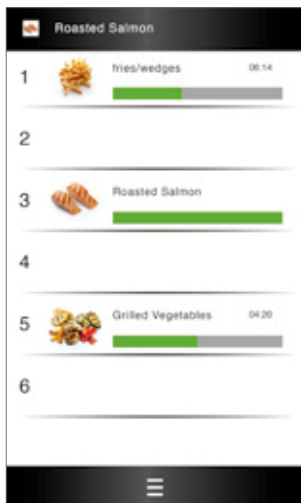 Roasted Salmon
1 fries/wedges 06:14
2
3 Roasted Salmon
4
5 Grilled Vegetables 04:20
6